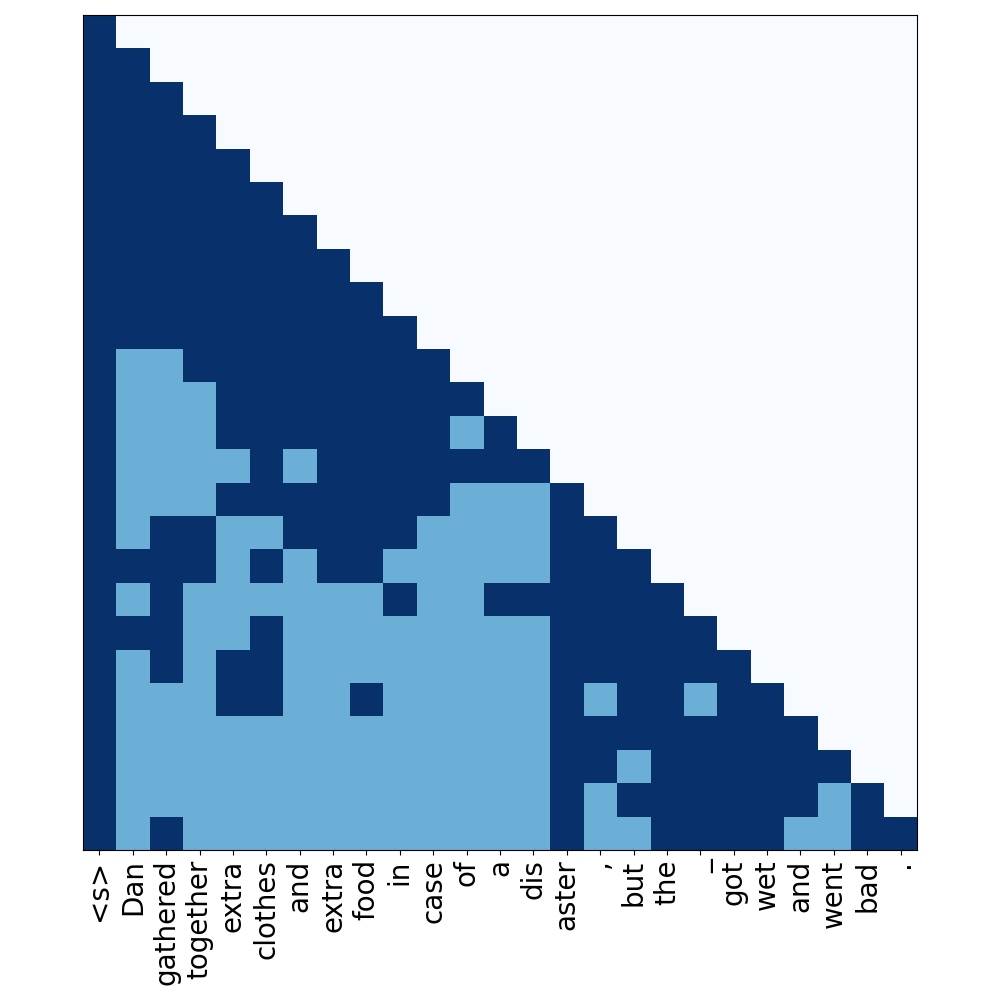 <s>
Dan
gathered
together
extra
clothes
and
extra
food
in
case
of
a
dis
aster
,
but
the
_
got
wet
and
went
bad
.